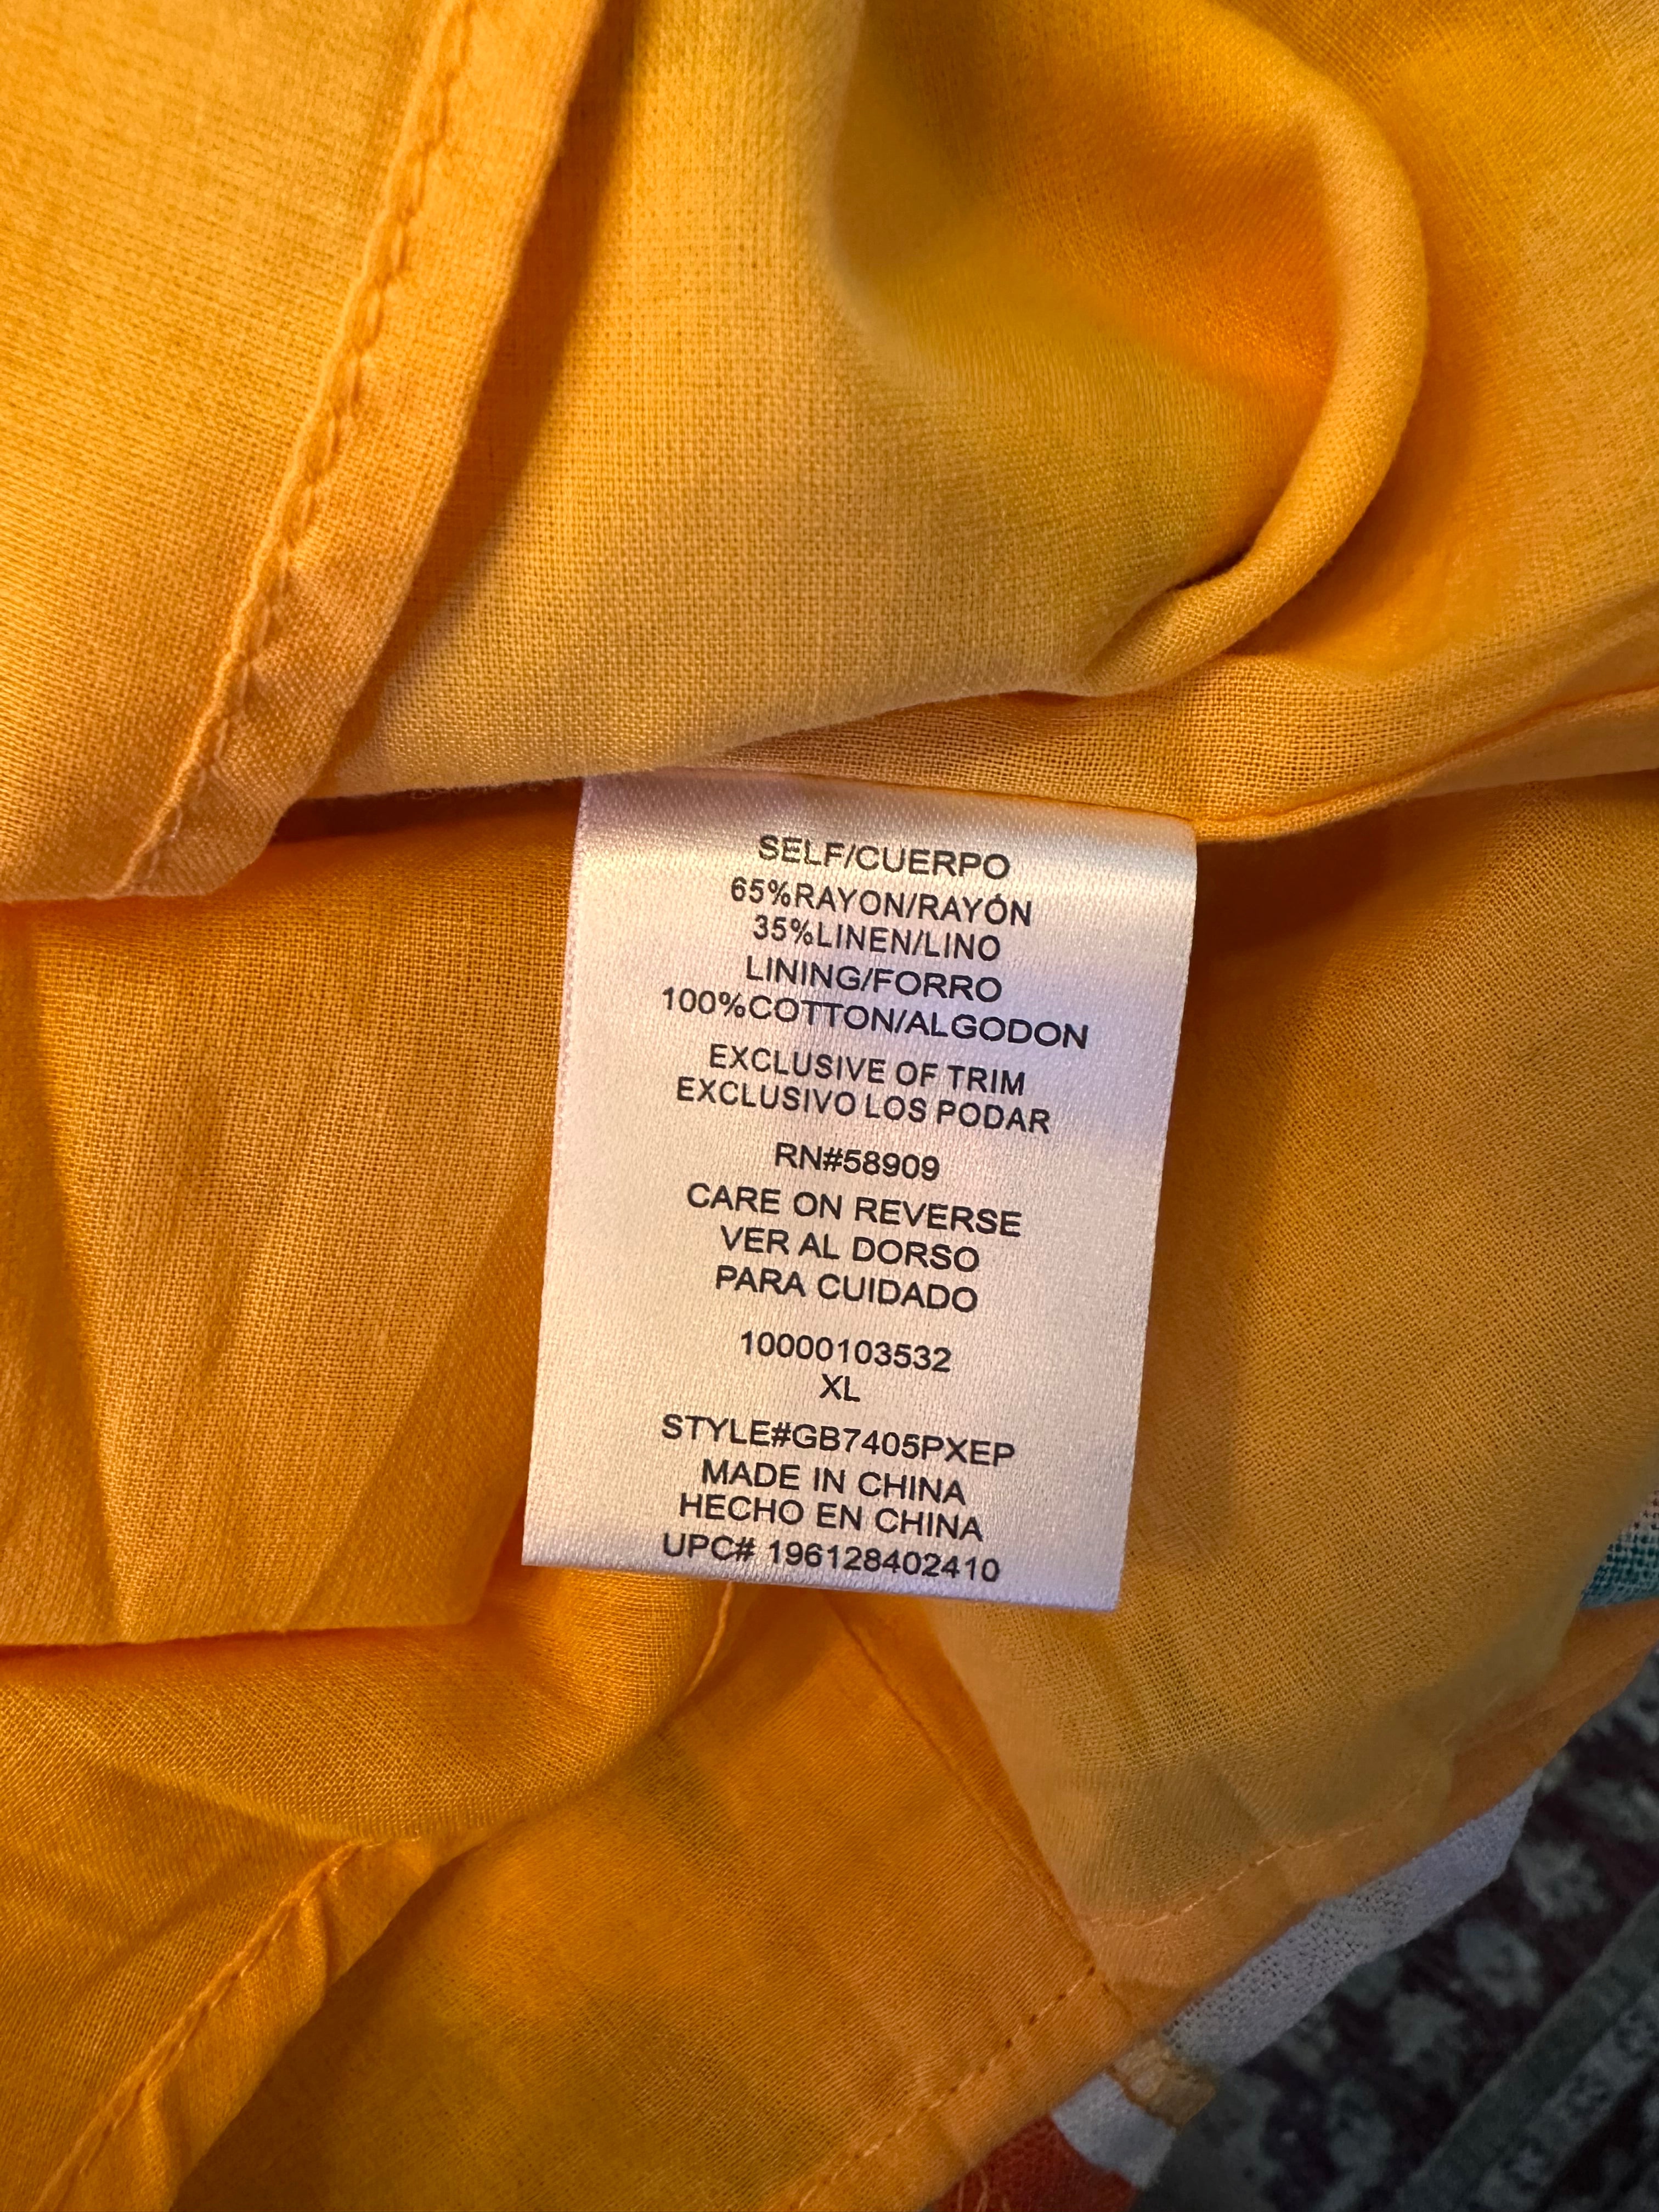 SELF/CUERPO
65%RAYON/RAYÓN
35%LINEN/LINO
LINING/FORRO
100%COTTON/ALGODON
EXCLUSIVE OF TRIM
EXCLUSIVO LOS PODAR
RN#58909
CARE ON REVERSE
VER AL DORSO
PARA CUIDADO
10000103532
XL
STYLE#GB7405PXEP
MADE IN CHINA
HECHO EN CHINA
UPC# 196128402410